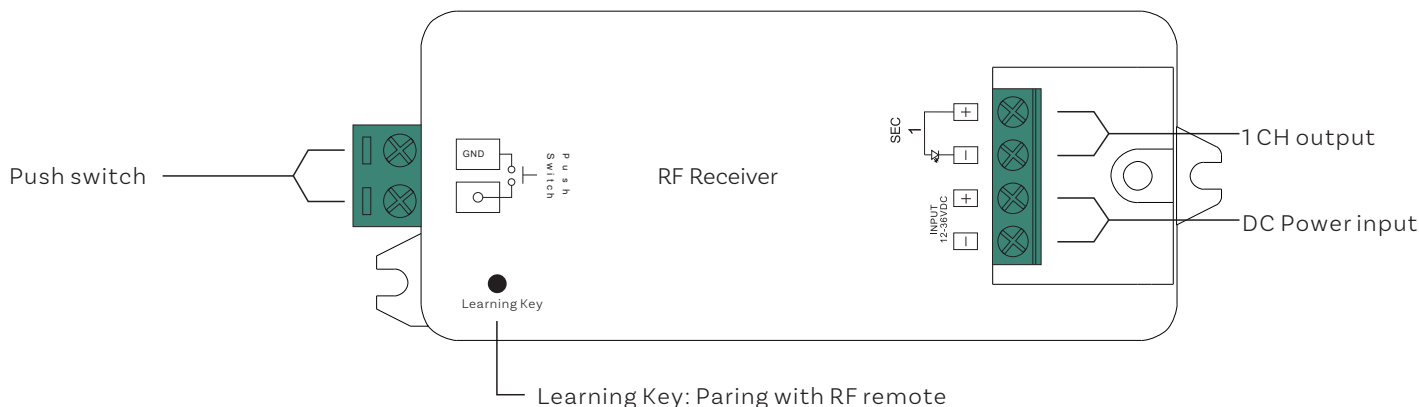 Push switch
GND
Push
Switch
RF Receiver
Learning Key
SEC
1
+
−
+
−
INPUT
12-36VDC
1 CH output
DC Power input
Learning Key: Paring with RF remote